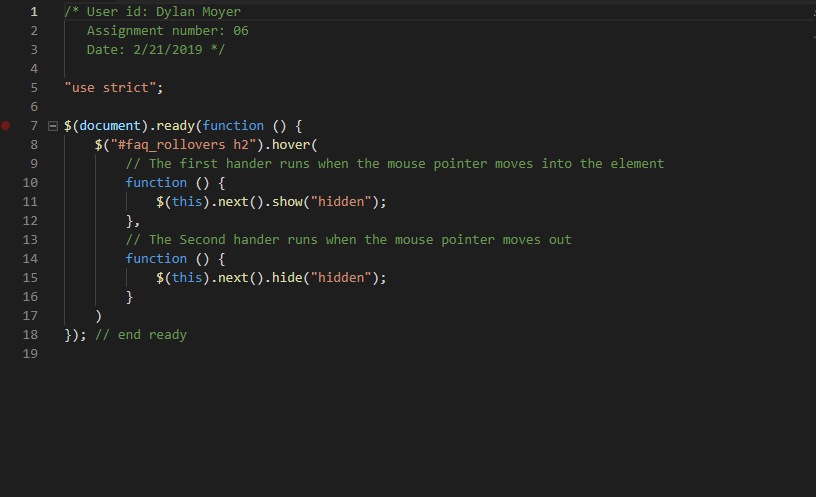 1 /* User id: Dylan Moyer
2 Assignment number: 06
3 Date: 2/21/2019 */
4
5 "use strict";
6
7 $(document).ready(function () {
8 $("#faq_rollovers h2").hover(
9 // The first hander runs when the mouse pointer moves into the element
10 function () {
11 $(this).next().show("hidden");
12 },
13 // The Second hander runs when the mouse pointer moves out
14 function () {
15 $(this).next().hide("hidden");
16 }
17 )
18 }); // end ready
19